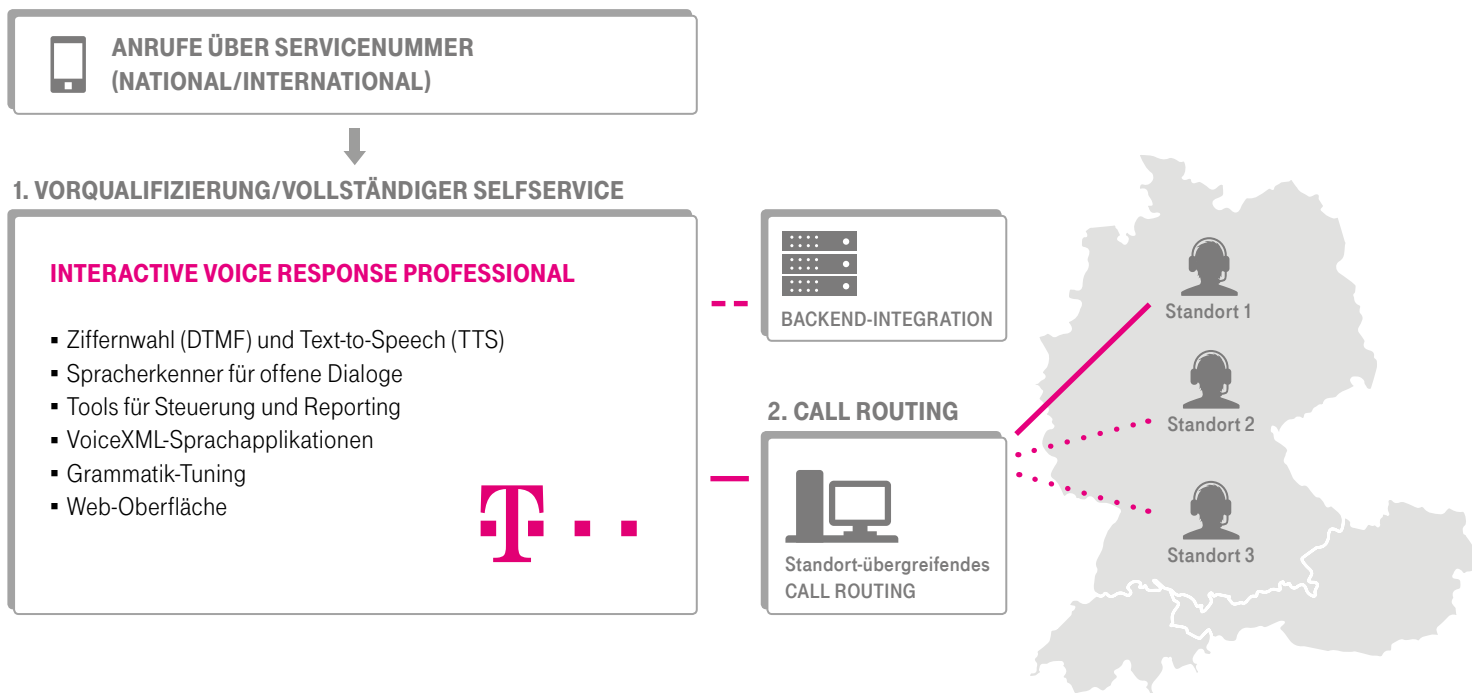 ANRUFE ÜBER SERVICENUMMER
(NATIONAL/INTERNATIONAL)
1. VORQUALIFIZIERUNG/VOLLSTÄNDIGER SELFSERVICE
INTERACTIVE VOICE RESPONSE PROFESSIONAL
▪ Ziffernwahl (DTMF) und Text-to-Speech (TTS)
▪ Spracherkenner für offene Dialoge
▪ Tools für Steuerung und Reporting
▪ VoiceXML-Sprachapplikationen
▪ Grammatik-Tuning
▪ Web-Oberfläche
T
BACKEND-INTEGRATION
2. CALL ROUTING
Standort-übergreifendes
CALL ROUTING
Standort 1
Standort 2
Standort 3